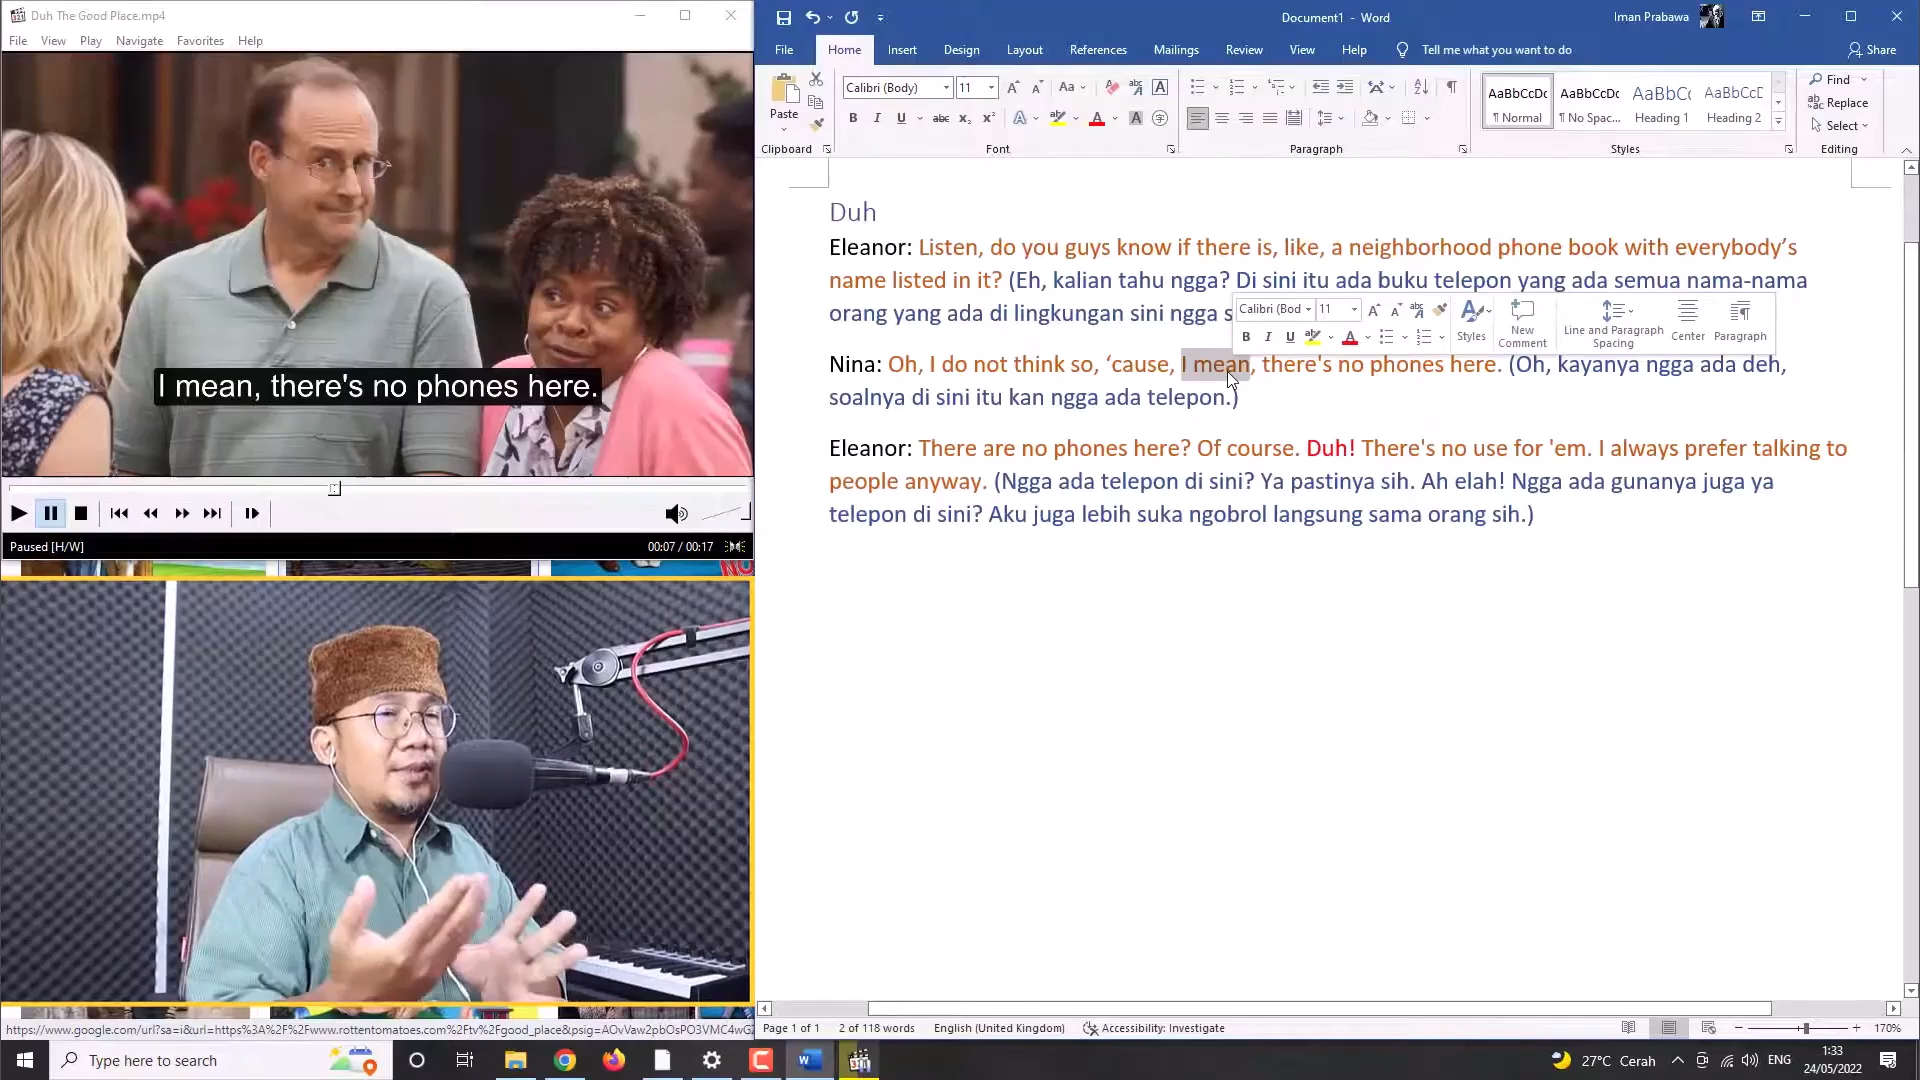 Duh The Good Place.mp4
File View Play Navigate Favorites Help
I mean, there's no phones here.
Paused [H/W]
00:07 / 00:17
Document1 - Word
Iman Prabawa
File Home Insert Design Layout References Mailings Review View Help Tell me what you want to do Share
Paste
Clipboard
Calibri (Body) 11
Font
Paragraph
AaBbCcDc AaBbCcDc AaBbCc AaBbCcD
¶ Normal ¶ No Spac... Heading 1 Heading 2
Styles
Find
Replace
Select
Editing
Duh
Eleanor: Listen, do you guys know if there is, like, a neighborhood phone book with everybody’s
name listed in it? (Eh, kalian tahu ngga? Di sini itu ada buku telepon yang ada semua nama-nama
orang yang ada di lingkungan sini ngga s
Calibri (Bod 11
Styles New Comment Line and Paragraph Spacing Center Paragraph
Nina: Oh, I do not think so, ‘cause, I mean, there's no phones here. (Oh, kayanya ngga ada deh,
soalnya di sini itu kan ngga ada telepon.)
Eleanor: There are no phones here? Of course. Duh! There's no use for 'em. I always prefer talking to
people anyway. (Ngga ada telepon di sini? Ya pastinya sih. Ah elah! Ngga ada gunanya juga ya
telepon di sini? Aku juga lebih suka ngobrol langsung sama orang sih.)
Page 1 of 1 2 of 118 words English (United Kingdom) Accessibility: Investigate
170%
Type here to search
27°C Cerah
ENG
1:33
24/05/2022